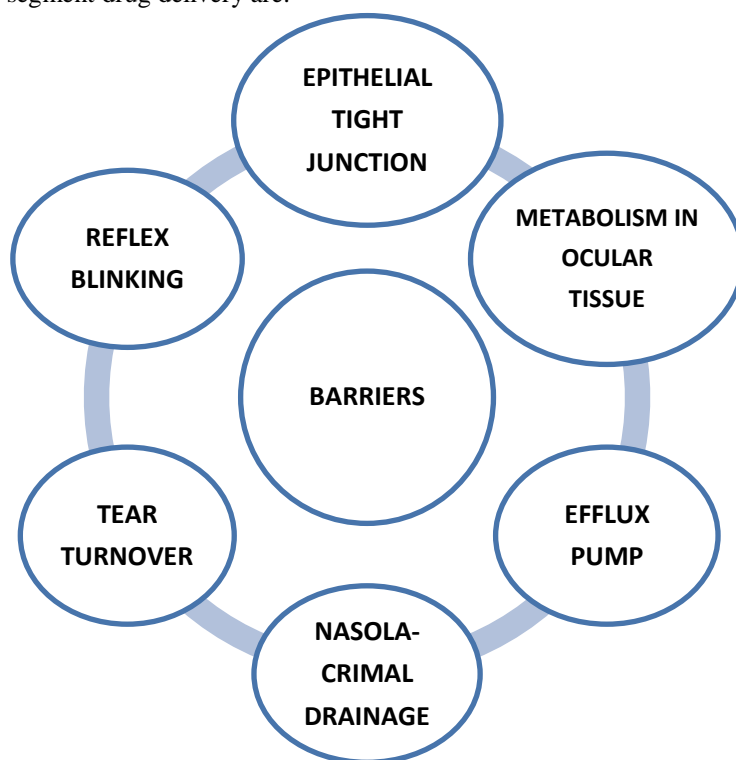 segment drug delivery are:
EPITHELIAL
TIGHT
JUNCTION
METABOLISM IN
OCULAR
TISSUE
EFFLUX
PUMP
NASOLA-
CRIMAL
DRAINAGE
TEAR
TURNOVER
REFLEX
BLINKING
BARRIERS